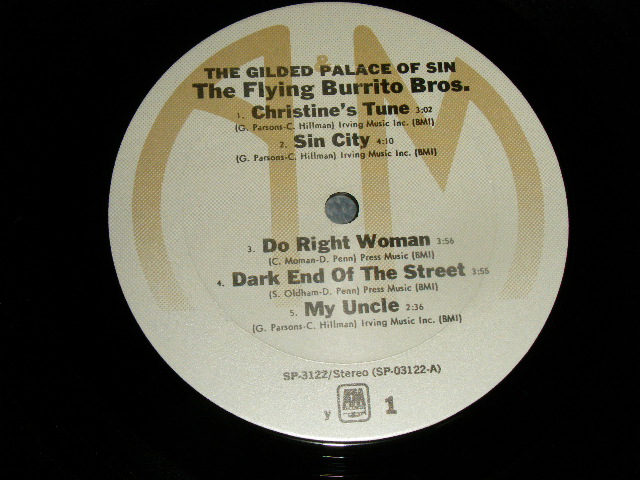 A&M
THE GILDED PALACE OF SIN
The Flying Burrito Bros.
1. Christine's Tune 3:02
(G. Parsons-C. Hillman) Irving Music Inc. (BMI)
2. Sin City 4:10
(G. Parsons-C. Hillman) Irving Music Inc. (BMI)
3. Do Right Woman 3:56
(C. Moman-D. Penn) Press Music (BMI)
4. Dark End Of The Street 3:55
(S. Oldham-D. Penn) Press Music (BMI)
5. My Uncle 2:36
(G. Parsons-C. Hillman) Irving Music Inc. (BMI)
SP-3122/Stereo (SP-03122-A)
y A&M 1